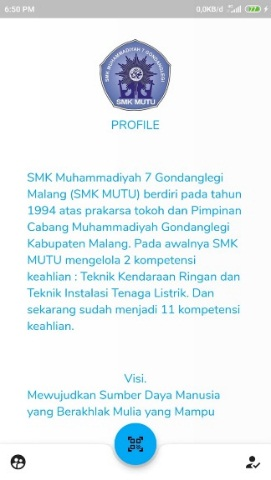 6:50 PM
0,0KB/d
SMK MUHAMMADIYAH 7 GONDANGLEGI
SMK MUTU
PROFILE
SMK Muhammadiyah 7 Gondanglegi
Malang (SMK MUTU) berdiri pada tahun
1994 atas prakarsa tokoh dan Pimpinan
Cabang Muhammadiyah Gondanglegi
Kabupaten Malang. Pada awalnya SMK
MUTU mengelola 2 kompetensi
keahlian : Teknik Kendaraan Ringan dan
Teknik Instalasi Tenaga Listrik. Dan
sekarang sudah menjadi 11 kompetensi
keahlian.
Visi.
Mewujudkan Sumber Daya Manusia
yang Berakhlak Mulia yang Mampu